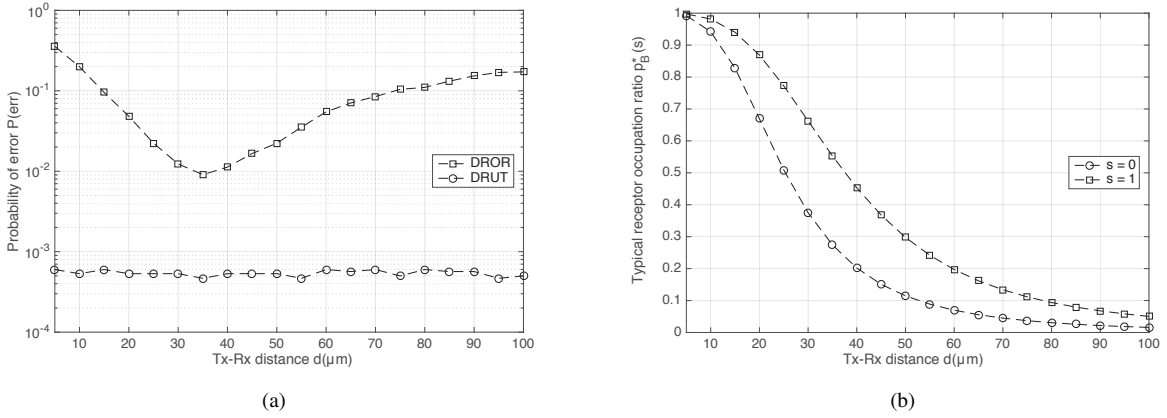 10^0
10^-1
10^-2
10^-3
10^-4
Probability of error P(err)
10 20 30 40 50 60 70 80 90 100
Tx-Rx distance d(µm)
DROR
DRUT
(a)
1
0.9
0.8
0.7
0.6
0.5
0.4
0.3
0.2
0.1
0
Typical receptor occupation ratio p_B^*(s)
10 20 30 40 50 60 70 80 90 100
Tx-Rx distance d(µm)
s = 0
s = 1
(b)